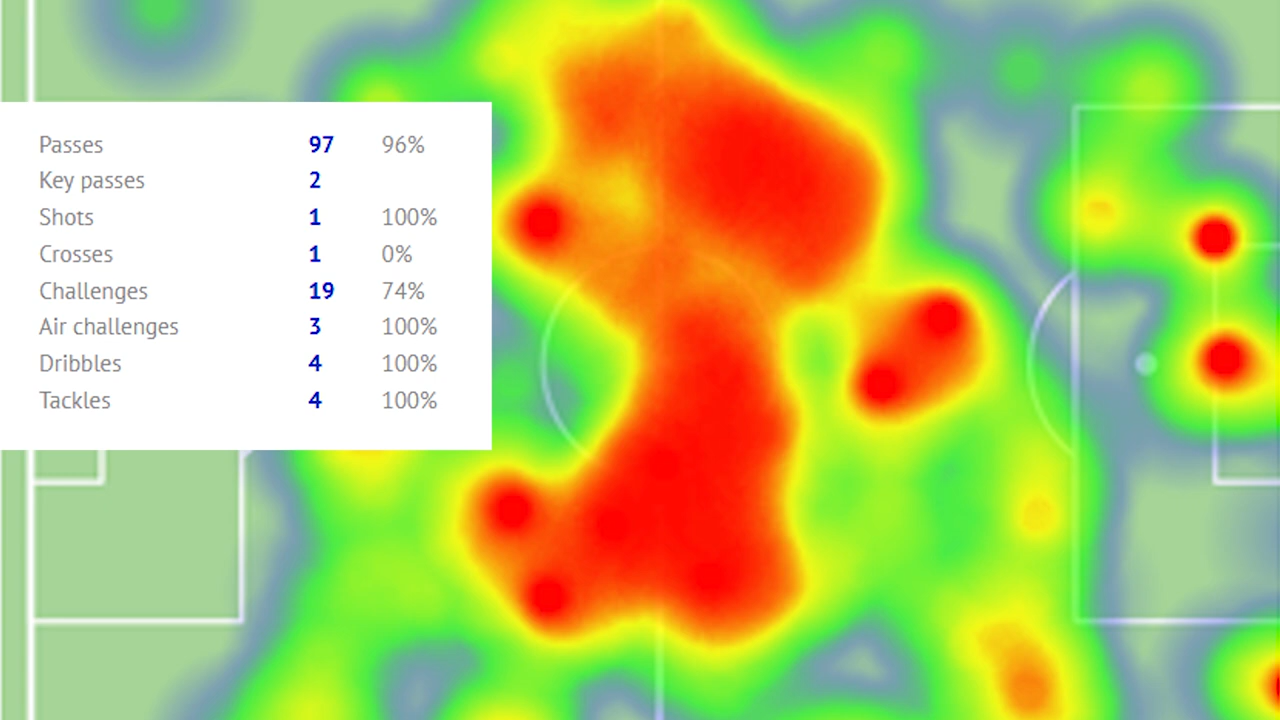 Passes 97 96%
Key passes 2
Shots 1 100%
Crosses 1 0%
Challenges 19 74%
Air challenges 3 100%
Dribbles 4 100%
Tackles 4 100%